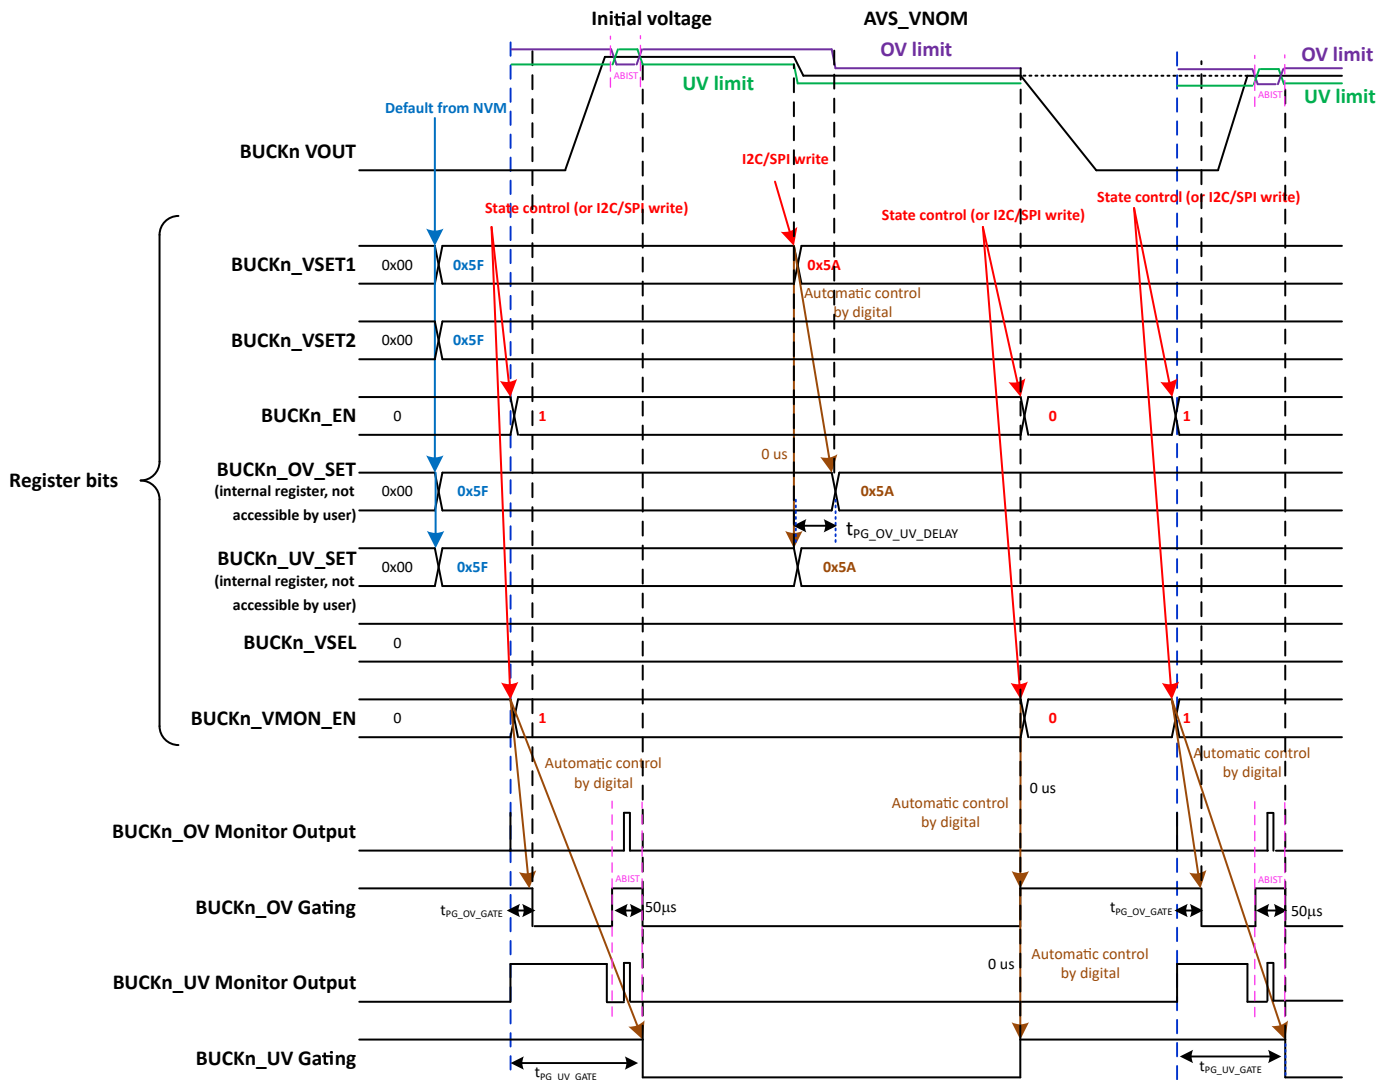 Initial voltage
AVS_VNOM
OV limit
OV limit
ABIST
UV limit
ABIST
UV limit
Default from NVM
BUCKn VOUT
I2C/SPI write
State control (or I2C/SPI write)
State control (or I2C/SPI write)
State control (or I2C/SPI write)
BUCKn_VSET1
0x00
0x5F
0x5A
Automatic control
by digital
BUCKn_VSET2
0x00
0x5F
BUCKn_EN
0
1
0
1
0 us
Register bits
BUCKn_OV_SET
(internal register, not
accessible by user)
0x00
0x5F
0x5A
tPG_OV_UV_DELAY
BUCKn_UV_SET
(internal register, not
accessible by user)
0x00
0x5F
0x5A
BUCKn_VSEL
0
BUCKn_VMON_EN
0
1
0
1
Automatic control
by digital
Automatic control
by digital
0 us
Automatic control
by digital
BUCKn_OV Monitor Output
BUCKn_OV Gating
tPG_OV_GATE
ABIST
50µs
tPG_OV_GATE
ABIST
50µs
BUCKn_UV Monitor Output
0 us
Automatic control
by digital
BUCKn_UV Gating
tPG_UV_GATE
tPG_UV_GATE